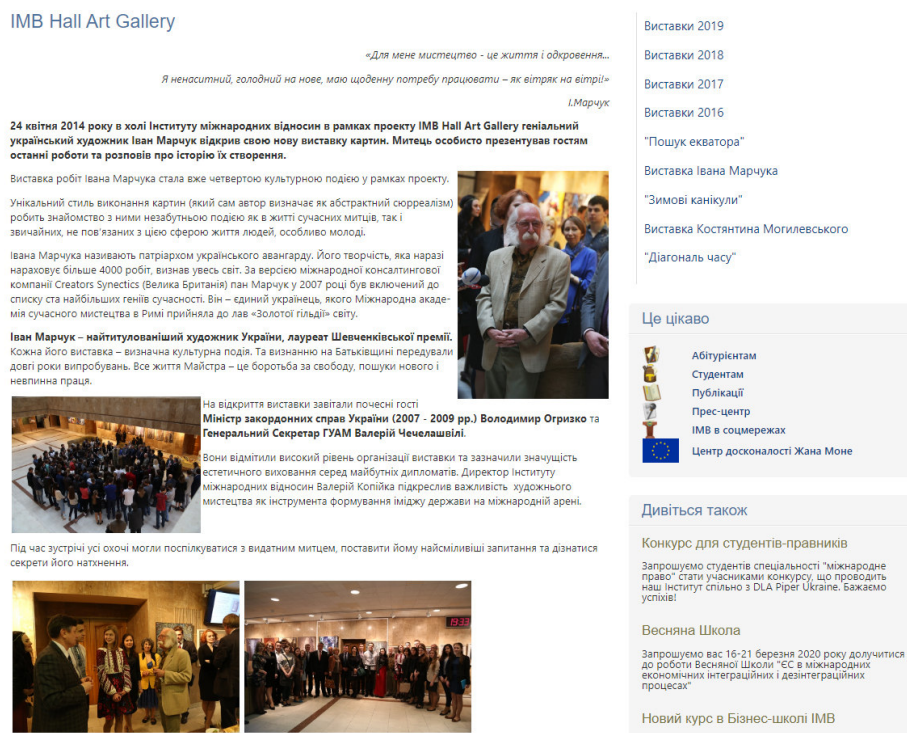 IMB Hall Art Gallery
«Для мене мистецтво - це життя і одкровення...
Я ненаситний, голодний на нове, маю щоденну потребу працювати – як вітряк на вітрі!»
І.Марчук
24 квітня 2014 року в холі Інституту міжнародних відносин в рамках проекту IMB Hall Art Gallery геніальний
український художник Іван Марчук відкрив свою нову виставку картин. Митець особисто презентував гостям
останні роботи та розповів про історію їх створення.
Виставка робіт Івана Марчука стала вже четвертою культурною подією у рамках проекту.
Унікальний стиль виконання картин (який сам автор визначає як абстрактний сюрреалізм)
робить знайомство з ними незабутньою подією як в житті сучасних митців, так і
звичайних, не пов’язаних з цією сферою життя людей, особливо молоді.
Івана Марчука називають патріархом українського авангарду. Його творчість, яка наразі
нараховує більше 4000 робіт, визнав увесь світ. За версією міжнародної консалтингової
компанії Creators Synectics (Велика Британія) пан Марчук у 2007 році був включений до
списку ста найбільших геніїв сучасності. Він – єдиний українець, якого Міжнародна акаде-
мія сучасного мистецтва в Римі прийняла до лав «Золотої гільдії» світу.
Іван Марчук – найтитулованіший художник України, лауреат Шевченківської премії.
Кожна його виставка – визначна культурна подія. Та визнанню на Батьківщині передували
довгі роки випробувань. Все життя Майстра – це боротьба за свободу, пошуки нового і
невпинна праця.
На відкриття виставки завітали почесні гості
Міністр закордонних справ України (2007 - 2009 рр.) Володимир Огризко та
Генеральний Секретар ГУАМ Валерій Чечелашвілі.
Вони відмітили високий рівень організації виставки та зазначили значущість
естетичного виховання серед майбутніх дипломатів. Директор Інституту
міжнародних відносин Валерій Копійка підкреслив важливість художнього
мистецтва як інструмента формування іміджу держави на міжнародній арені.
Під час зустрічі усі охочі могли поспілкуватися з видатним митцем, поставити йому найсміливіші запитання та дізнатися
секрети його натхнення.
19:33
Виставки 2019
Виставки 2018
Виставки 2017
Виставки 2016
"Пошук екватора"
Виставка Івана Марчука
"Зимові канікули"
Виставка Костянтина Могилевського
"Діагональ часу"
Це цікаво
Абітурієнтам
Студентам
Публікації
Прес-центр
ІМВ в соцмережах
Центр досконалості Жана Моне
Дивіться також
Конкурс для студентів-правників
Запрошуємо студентів спеціальності "міжнародне
право" стати учасниками конкурсу, що проводить
наш Інститут спільно з DLA Piper Ukraine. Бажаємо
успіхів!
Весняна Школа
Запрошуємо вас 16-21 березня 2020 року долучитися
до роботи Весняної Школи "ЄС в міжнародних
економічних інтеграційних і дезінтеграційних
процесах"
Новий курс в Бізнес-школі ІМВ